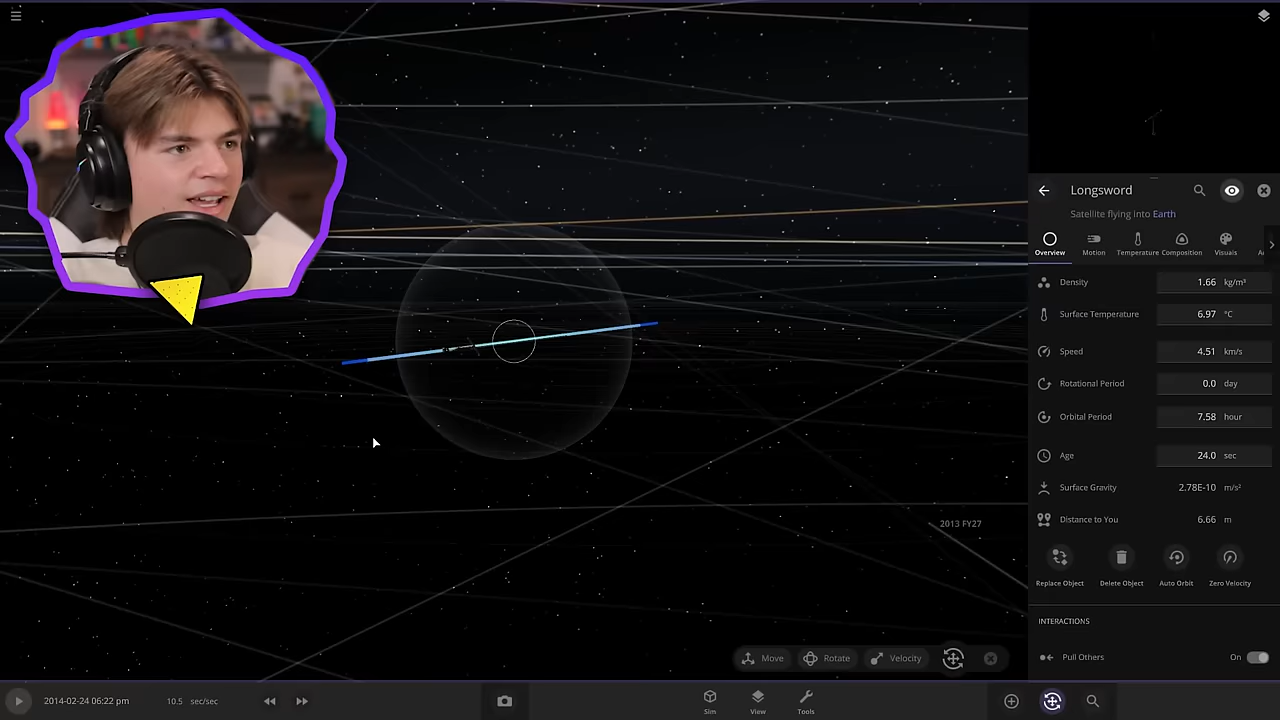 Longsword
Satellite flying into Earth
Overview Motion Temperature Composition Visuals
Density 1.66 kg/m³
Surface Temperature 6.97 °C
Speed 4.51 km/s
Rotational Period 0.0 day
Orbital Period 7.58 hour
Age 24.0 sec
Surface Gravity 2.78E-10 m/s²
2013 FY27
Distance to You 6.66 m
Replace Object Delete Object Auto Orbit Zero Velocity
INTERACTIONS
Move Rotate Velocity
Pull Others On
2014-02-24 06:22 pm 10.5 sec/sec
Sim View Tools